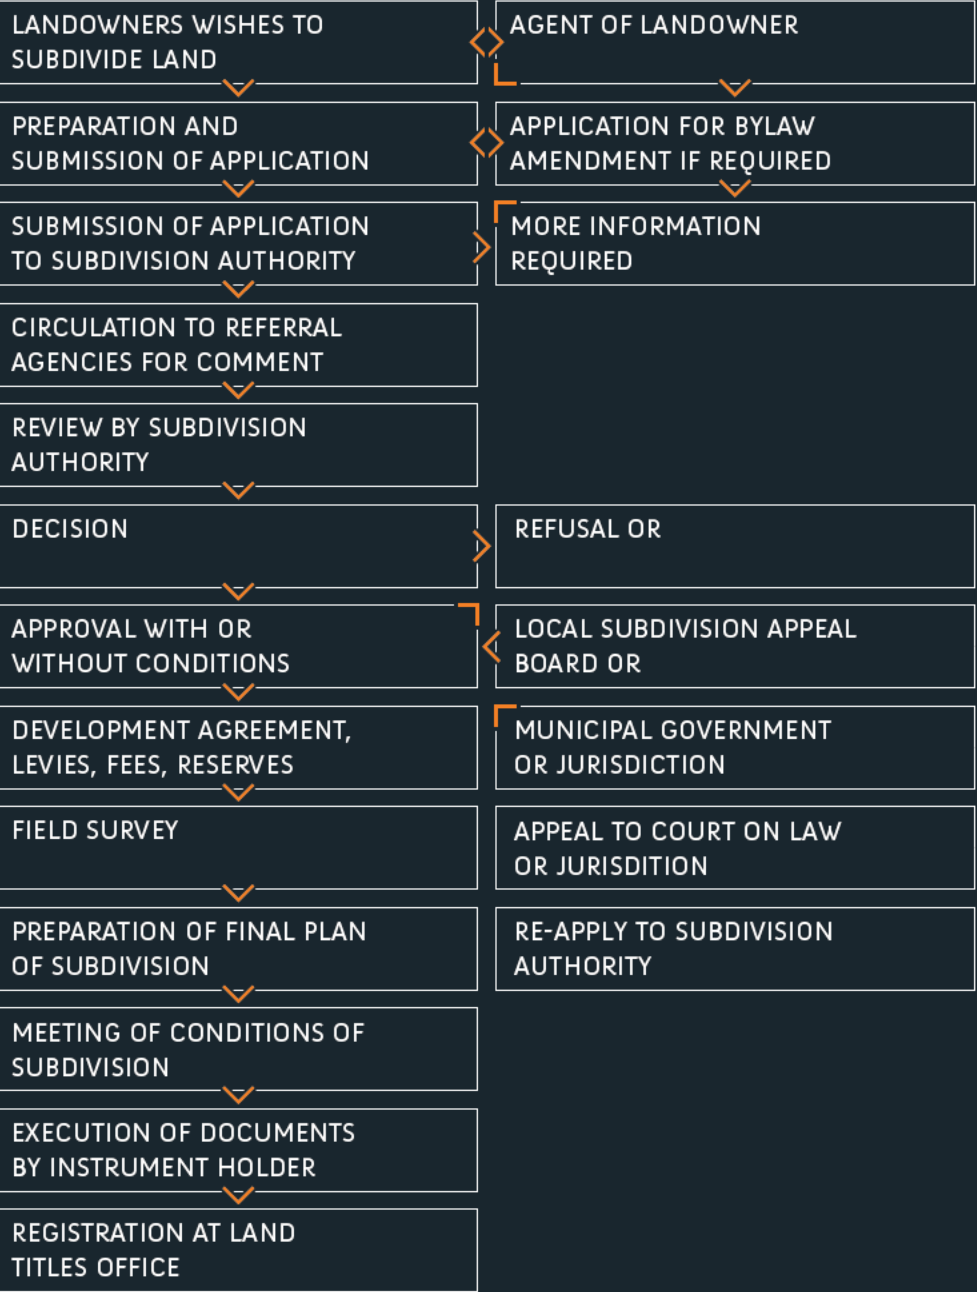 LANDOWNERS WISHES TO
SUBDIVIDE LAND
AGENT OF LANDOWNER
PREPARATION AND
SUBMISSION OF APPLICATION
APPLICATION FOR BYLAW
AMENDMENT IF REQUIRED
SUBMISSION OF APPLICATION
TO SUBDIVISION AUTHORITY
MORE INFORMATION
REQUIRED
CIRCULATION TO REFERRAL
AGENCIES FOR COMMENT
REVIEW BY SUBDIVISION
AUTHORITY
DECISION
REFUSAL OR
APPROVAL WITH OR
WITHOUT CONDITIONS
LOCAL SUBDIVISION APPEAL
BOARD OR
DEVELOPMENT AGREEMENT,
LEVIES, FEES, RESERVES
MUNICIPAL GOVERNMENT
OR JURISDICTION
FIELD SURVEY
APPEAL TO COURT ON LAW
OR JURISDITION
PREPARATION OF FINAL PLAN
OF SUBDIVISION
RE-APPLY TO SUBDIVISION
AUTHORITY
MEETING OF CONDITIONS OF
SUBDIVISION
EXECUTION OF DOCUMENTS
BY INSTRUMENT HOLDER
REGISTRATION AT LAND
TITLES OFFICE